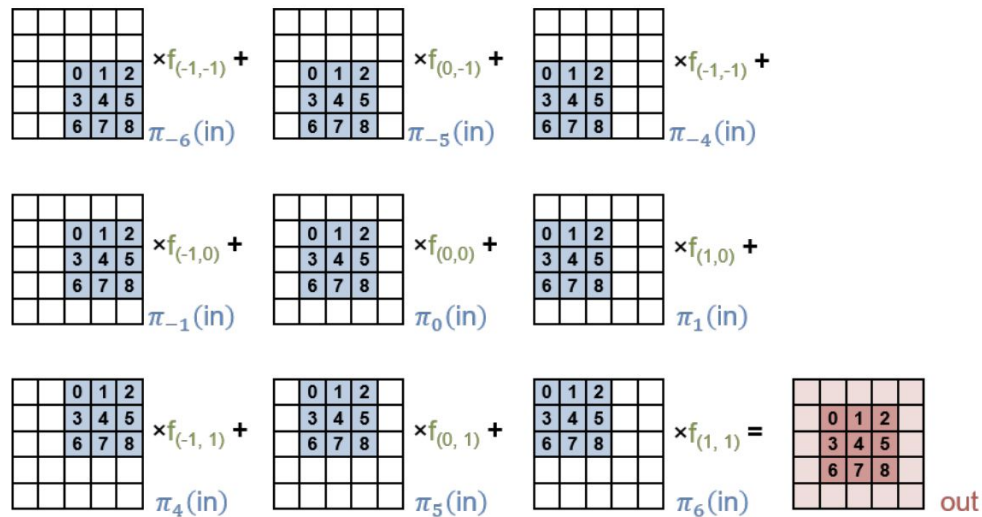 0 1 2 0 1 2 0 1 2
3 4 5 ×f(-1,-1) + 3 4 5 ×f(0,-1) + 3 4 5 ×f(-1,-1) +
6 7 8 π₋₆(in) 6 7 8 π₋₅(in) 6 7 8 π₋₄(in)
0 1 2 0 1 2 0 1 2
3 4 5 ×f(-1,0) + 3 4 5 ×f(0,0) + 3 4 5 ×f(1,0) +
6 7 8 6 7 8 6 7 8
π₋₁(in) π₀(in) π₁(in)
0 1 2 0 1 2 0 1 2
3 4 5 3 4 5 3 4 5 0 1 2
6 7 8 ×f(-1, 1) + 6 7 8 ×f(0, 1) + 6 7 8 ×f(1, 1) = 3 4 5
6 7 8
π₄(in) π₅(in) π₆(in) out